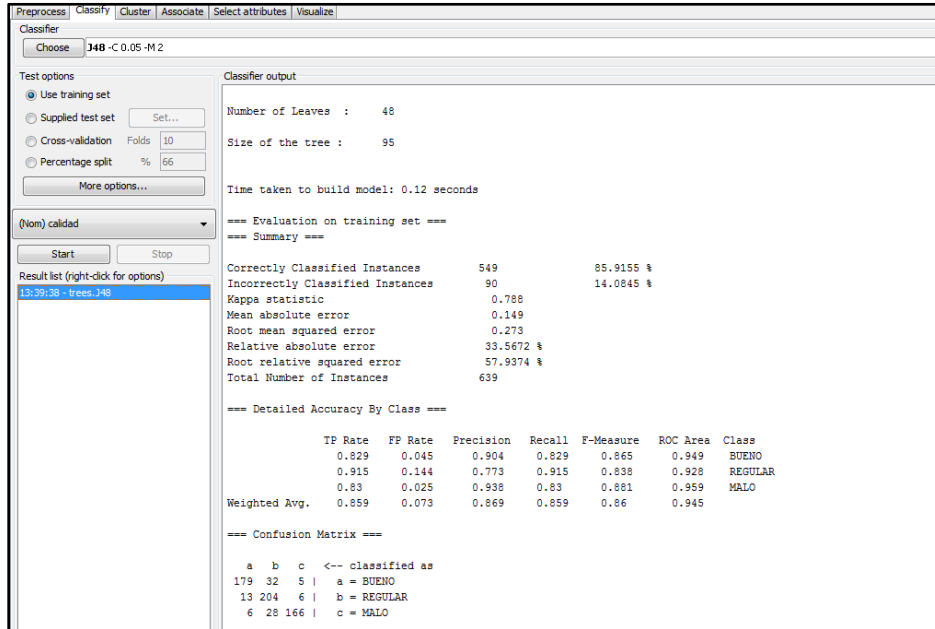 Preprocess Classify Cluster Associate Select attributes Visualize
Classifier
Choose J48 -C 0.05 -M 2
Test options
Use training set
Supplied test set Set...
Cross-validation Folds 10
Percentage split % 66
More options...
(Nom) calidad
Start Stop
Result list (right-click for options)
13:39:38 - trees.J48
Classifier output
Number of Leaves : 48
Size of the tree : 95
Time taken to build model: 0.12 seconds
=== Evaluation on training set ===
=== Summary ===
Correctly Classified Instances 549 85.9155 %
Incorrectly Classified Instances 90 14.0845 %
Kappa statistic 0.788
Mean absolute error 0.149
Root mean squared error 0.273
Relative absolute error 33.5672 %
Root relative squared error 57.9374 %
Total Number of Instances 639
=== Detailed Accuracy By Class ===
TP Rate FP Rate Precision Recall F-Measure ROC Area Class
0.829 0.045 0.904 0.829 0.865 0.949 BUENO
0.915 0.144 0.773 0.915 0.838 0.928 REGULAR
0.83 0.025 0.938 0.83 0.881 0.959 MALO
Weighted Avg. 0.859 0.073 0.869 0.859 0.86 0.945
=== Confusion Matrix ===
a b c <-- classified as
179 32 5 | a = BUENO
13 204 6 | b = REGULAR
6 28 166 | c = MALO